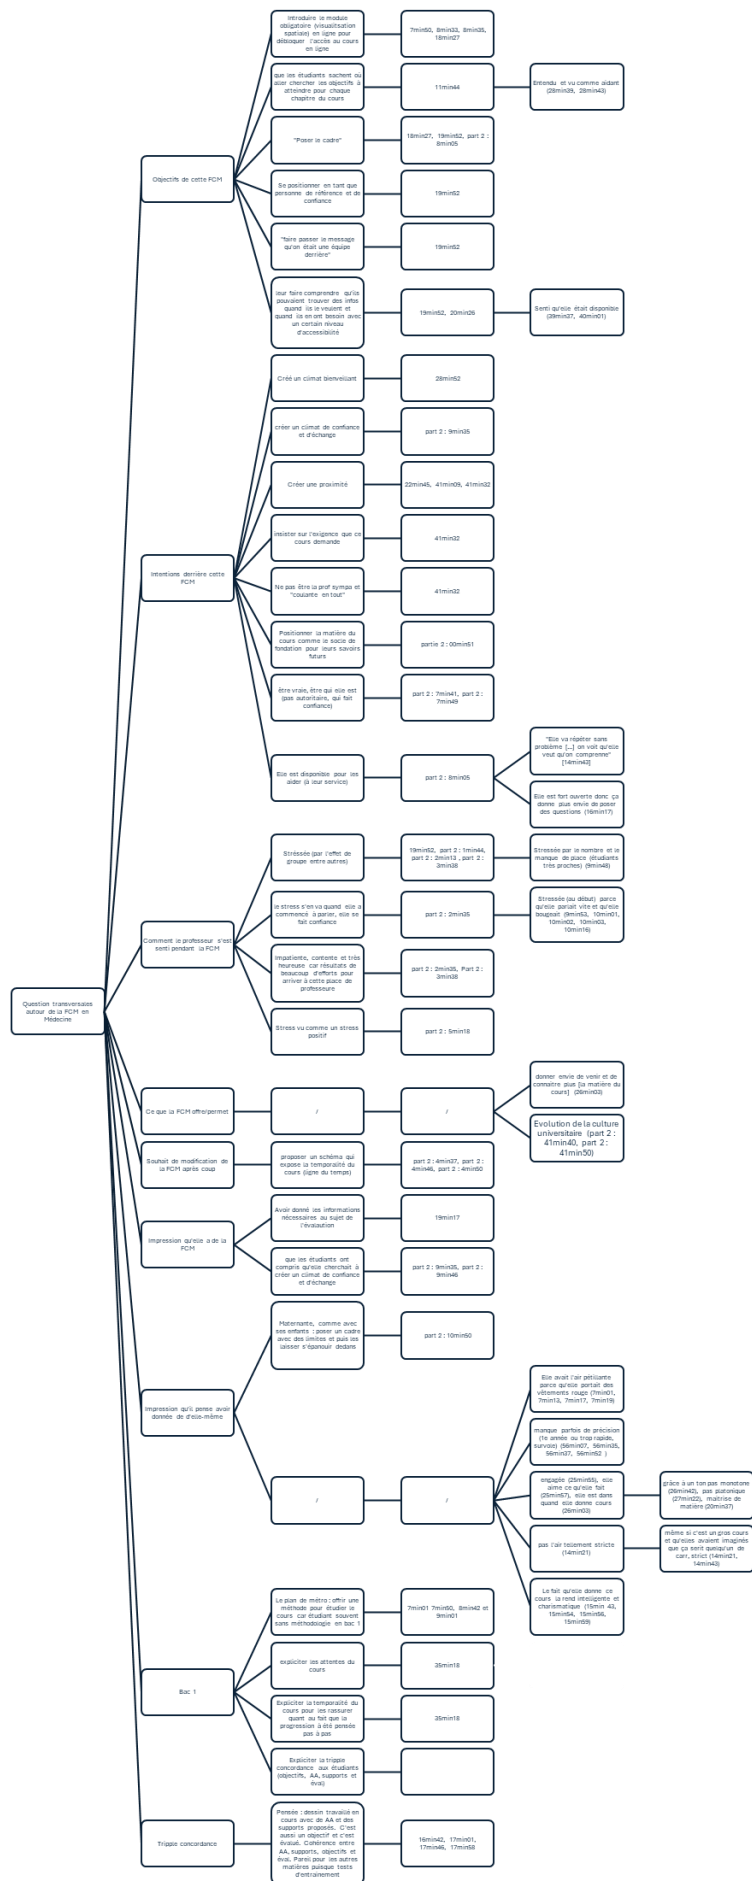 Introduire le module
obligatoire (visualitsation
spatiale) en ligne pour
débloquer l'accès au cours
en ligne
7min50, 8min33, 8min35,
18min27
que les étudiants sachent où
aller chercher les objectifs à
atteindre pour chaque
chapitre du cours
11min44
Entendu et vu comme aidant
(28min39, 28min43)
"Poser le cadre"
18min27, 19min52, part 2 :
8min05
Objectifs de cette FCM
Se positionner en tant que
personne de référence et de
confiance
19min52
"faire passer le message
qu'on était une équipe
derrière"
19min52
leur faire comprendre qu'ils
pouvaient trouver des infos
quand ils le veulent et
quand ils en ont besoin avec
un certain niveau
d'accessibilité
19min52, 20min26
Senti qu'elle était disponible
(39min37, 40min01)
Créé un climat bienveillant
28min52
créer un climat de confiance
et d'échange
part 2 : 9min35
Créer une proximité
22min45, 41min09, 41min32
insister sur l'exigence que ce
cours demande
41min32
Intentions derrière cette
FCM
Ne pas être la prof sympa et
"coulante en tout"
41min32
Positionner la matière du
cours comme le socle de
fondation pour leurs savoirs
futurs
partie 2 : 00min51
être vraie, être qui elle est
(pas autoritaire, qui fait
confiance)
part 2 : 7min41, part 2 :
7min49
Elle est disponible pour les
aider (à leur service)
part 2 : 8min05
"Elle va répéter sans
problème [...] on voit qu'elle
veut qu'on comprenne"
[14min43]
Elle est fort ouverte donc ça
donne plus envie de poser
des questions (16min17)
Stréssée (par l'effet de
groupe entre autres)
19min52, part 2 : 1min44,
part 2 : 2min13 , part 2 :
3min38
Stressée par le nombre et le
manque de place (étudiants
très proches) (9min48)
Comment le professeur s'est
senti pendant la FCM
le stress s'en va quand elle a
commencé à parler, elle se
fait confiance
part 2 : 2min35
Stressée (au début) parce
qu'elle parlait vite et qu'elle
bougeait (9min53, 10min01,
10min02, 10min03,
10min16)
Impatiente, contente et très
heureuse car résultats de
beaucoup d'efforts pour
arriver à cette place de
professeure
part 2 : 2min35, Part 2 :
3min38
Stress vu comme un stress
positif
part 2 : 5min18
Question transversales
autour de la FCM en
Médecine
Ce que la FCM offre/permet
/
/
donner envie de venir et de
connaitre plus [la matière du
cours] (26min03)
Evolution de la culture
universitaire (part 2 :
41min40, part 2 :
41min50)
Souhait de modification de
la FCM après coup
proposer un schéma qui
expose la temporalité du
cours (ligne du temps)
part 2 : 4min37, part 2 :
4min46, part 2 : 4min50
Impression qu'elle a de la
FCM
Avoir donné les informations
nécessaires au sujet de
l'évalaution
19min17
que les étudiants ont
compris qu'elle cherchait à
créer un climat de confiance
et d'échange
part 2 : 9min35, part 2 :
9min46
Impression qu'il pense avoir
donnée de d'elle-même
Maternante, comme avec
ses enfants : poser un cadre
avec des limites et puis les
laisser s'épanouir dedans
part 2 : 10min50
/
/
Elle avait l'air pétillante
parce qu'elle portait des
vêtements rouge (7min01,
7min13, 7min17, 7min19)
manque parfois de précision
(1e année au trop rapide,
survole) (56min07, 56min35,
56min37, 56min52 )
engagée (25min55), elle
aime ce qu'elle fait
(25min57), elle est dans
quand elle donne cours
(26min03)
grâce à un ton pas monotone
(26min42), pas platonique
(27min22), maitrise de
matière (20min37)
pas l'air tellement stricte
(14min21)
même si c'est un gros cours
et qu'elles avaient imaginés
que ça serit quelqu'un de
carr, strict (14min21,
14min43)
Le fait qu'elle donne ce
cours la rend intelligente et
charismatique (15min 43,
15min54, 15min56,
15min59)
Bac 1
Le plan de métro : offrir une
méthode pour étudier le
cours car étudiant souvent
sans méthodologie en bac 1
7min01 7min50, 8min42 et
9min01
expliciter les attentes du
cours
35min18
Expliciter la temporalité du
cours pour les rassurer
quant au fait que la
progression à été pensée
pas à pas
35min18
Expliciter la trippie
concordance aux étudiants
(objectifs, AA, supports et
éval)
Tripple concordance
Pensée : dessin travaillé en
cours avec de AA et des
supports proposés. C'est
aussi un objectif et c'est
évalué. Cohérence entre
AA, supports, objectifs et
éval. Pareil pour les autres
matières puisque tests
d'entrainement
16min42, 17min01,
17min46, 17min58